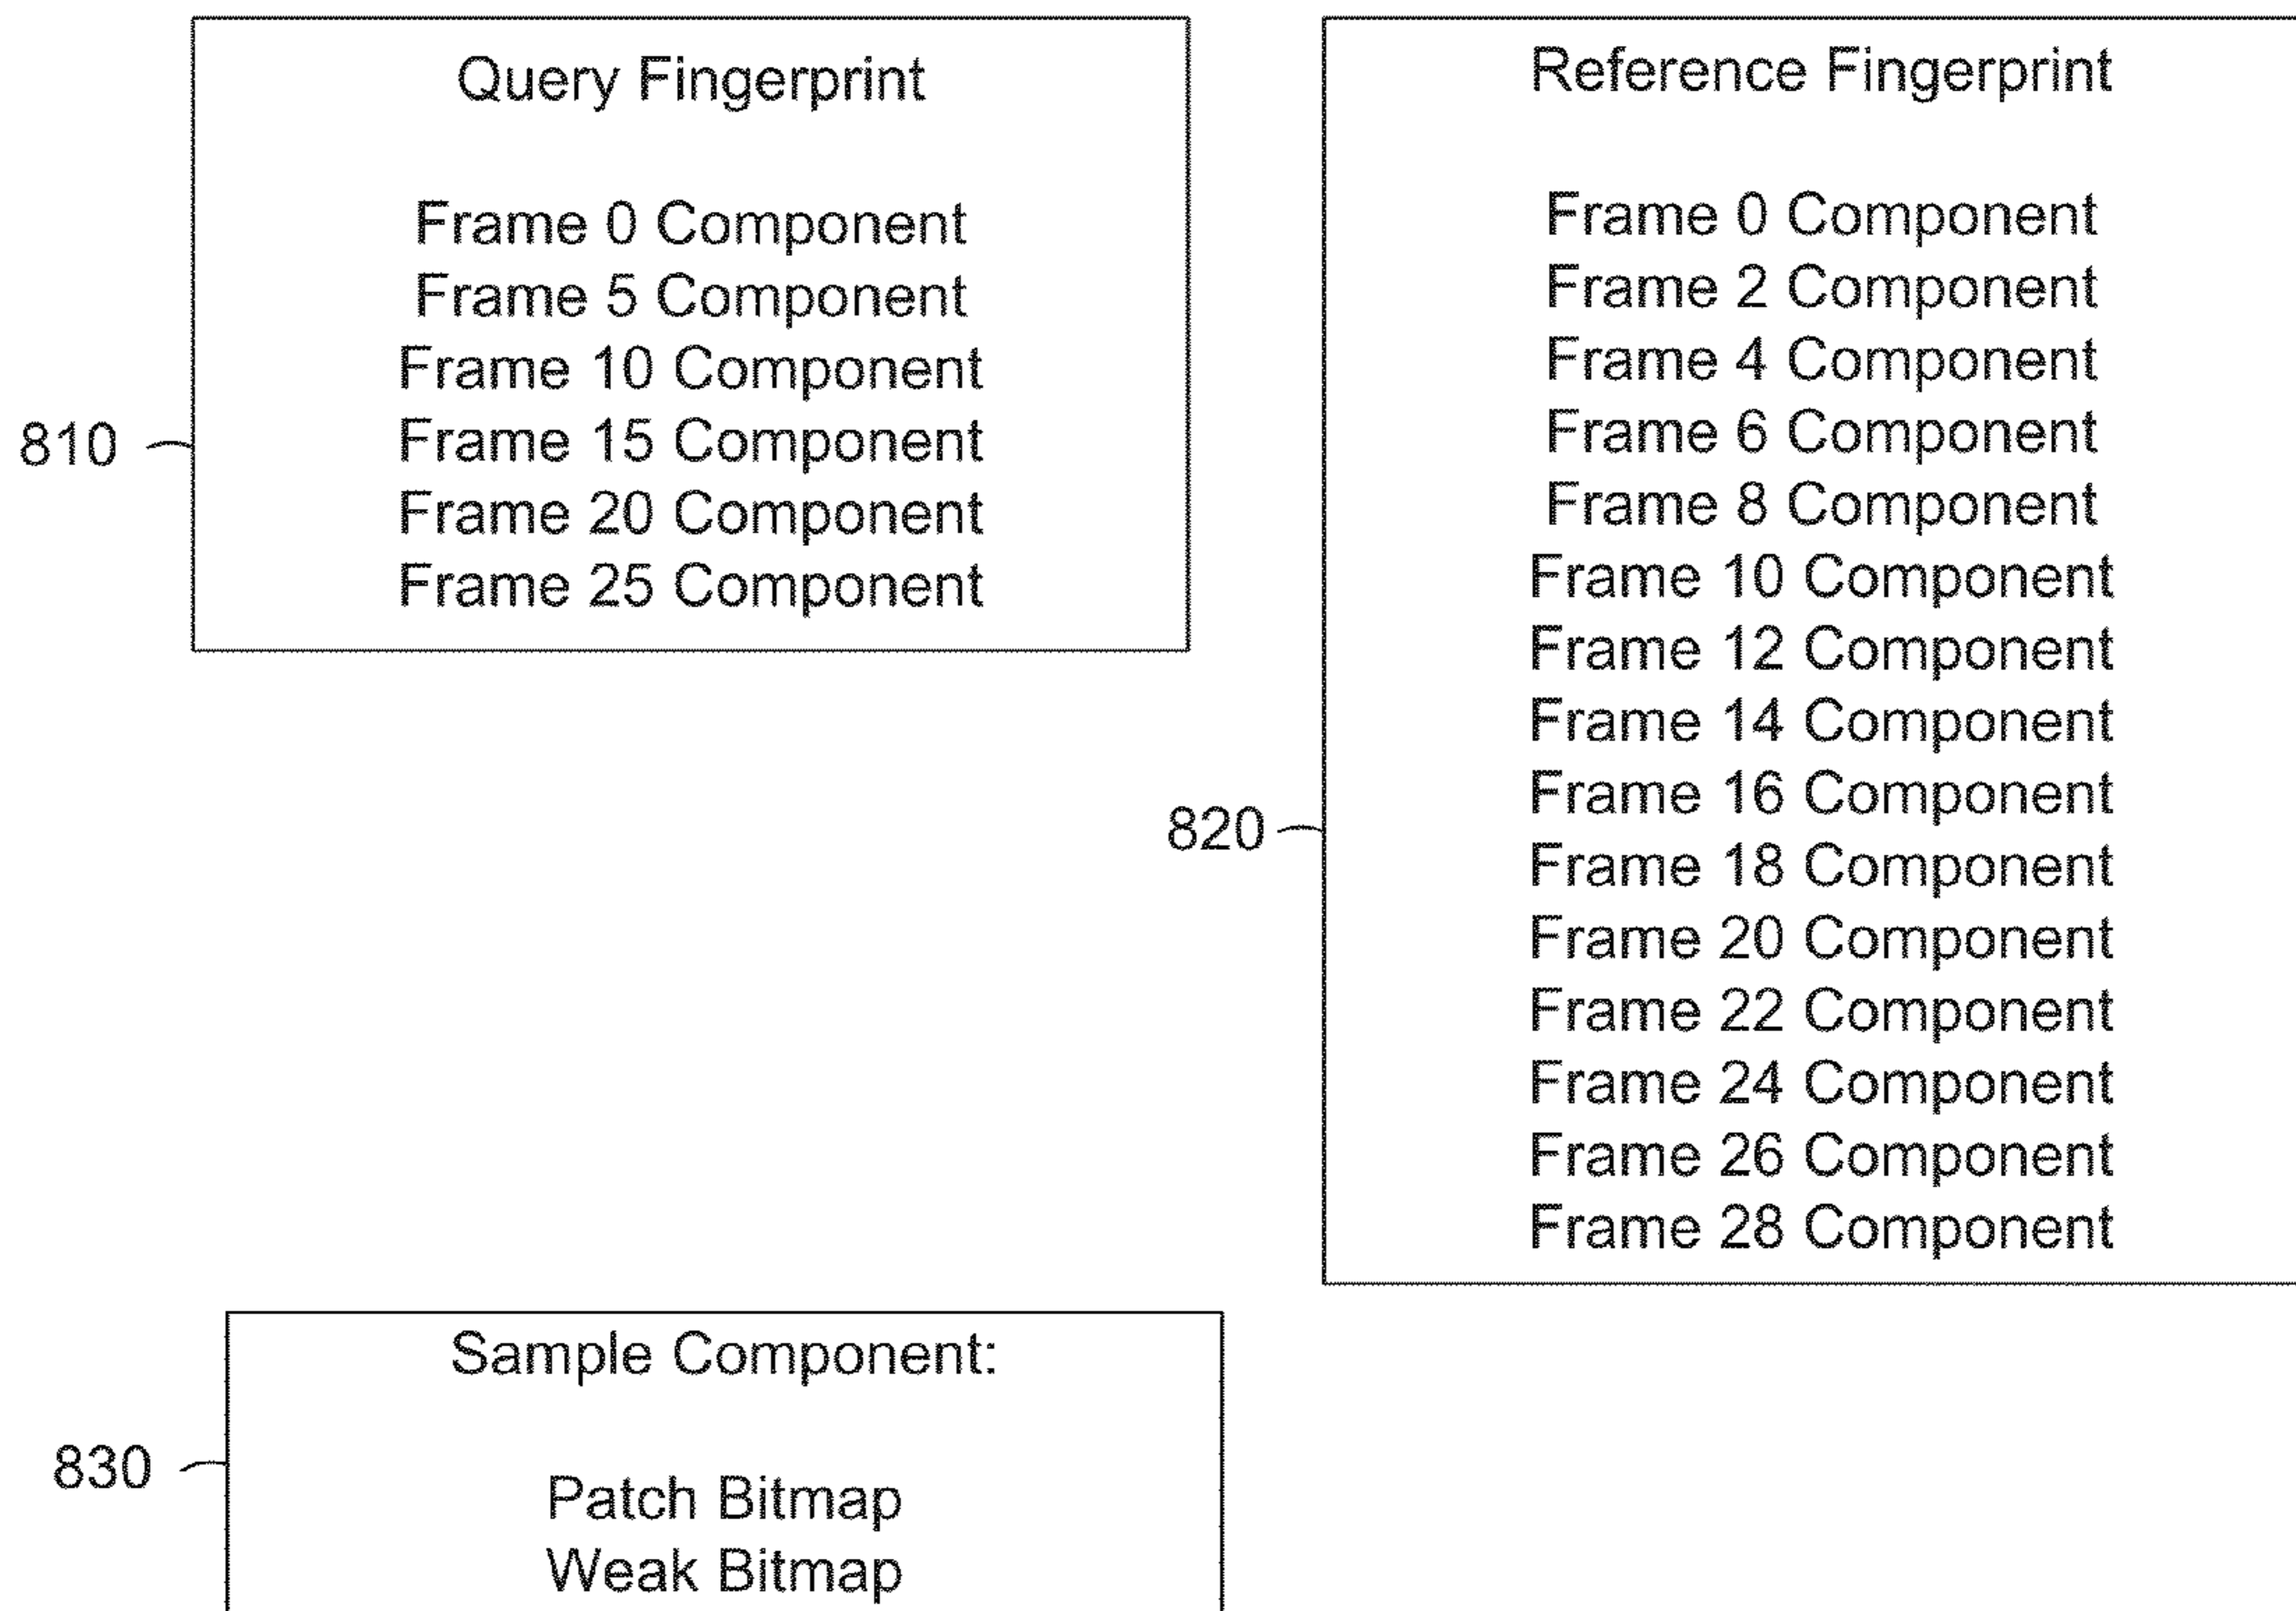 Query Fingerprint
Frame 0 Component
Frame 5 Component
Frame 10 Component
Frame 15 Component
Frame 20 Component
Frame 25 Component
810
Reference Fingerprint
Frame 0 Component
Frame 2 Component
Frame 4 Component
Frame 6 Component
Frame 8 Component
Frame 10 Component
Frame 12 Component
Frame 14 Component
Frame 16 Component
Frame 18 Component
Frame 20 Component
Frame 22 Component
Frame 24 Component
Frame 26 Component
Frame 28 Component
820
Sample Component:
Patch Bitmap
Weak Bitmap
830